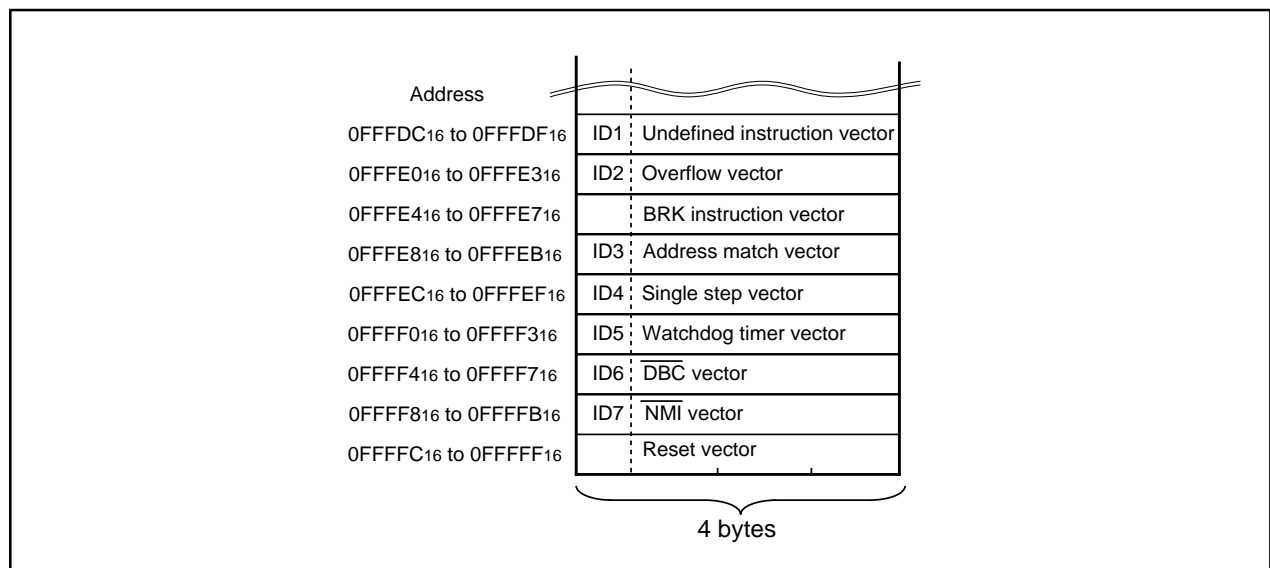 Address
0FFFDC16 to 0FFFDF16 ID1 Undefined instruction vector
0FFFE016 to 0FFFE316 ID2 Overflow vector
0FFFE416 to 0FFFE716 BRK instruction vector
0FFFE816 to 0FFFEB16 ID3 Address match vector
0FFFEC16 to 0FFFEF16 ID4 Single step vector
0FFFF016 to 0FFFF316 ID5 Watchdog timer vector
0FFFF416 to 0FFFF716 ID6 D̅B̅C̅ vector
0FFFF816 to 0FFFFB16 ID7 N̅M̅I̅ vector
0FFFFC16 to 0FFFFF16 Reset vector
4 bytes